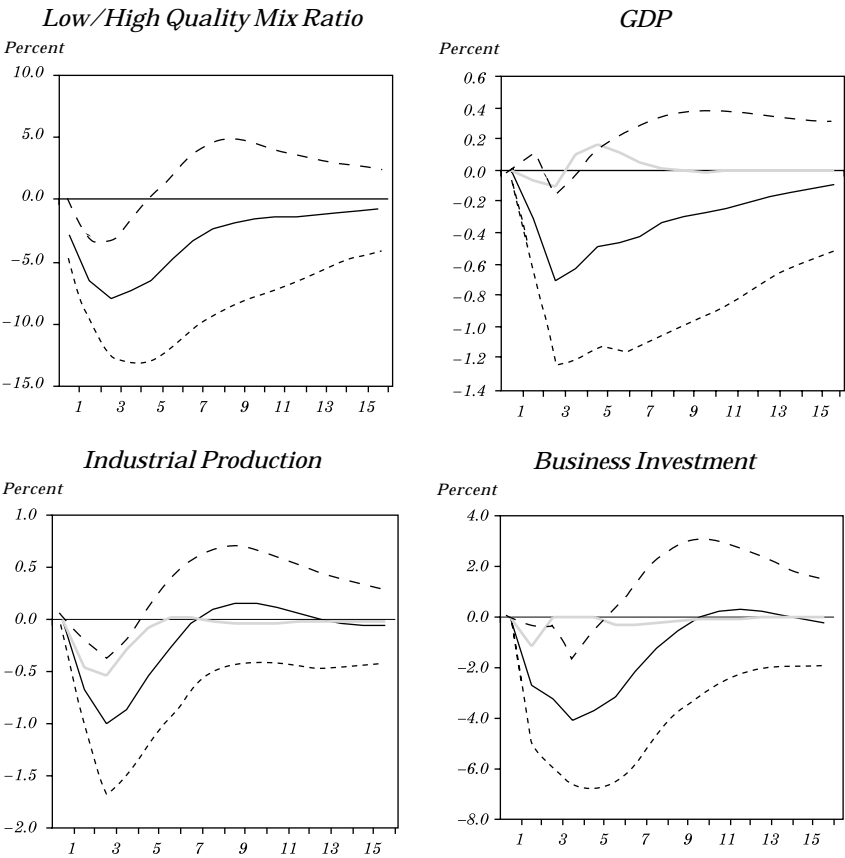 Low/High Quality Mix Ratio
Percent
10.0
5.0
0.0
−5.0
−10.0
−15.0
1 3 5 7 9 11 13 15
GDP
Percent
0.6
0.4
0.2
0.0
−0.2
−0.4
−0.6
−0.8
−1.0
−1.2
−1.4
1 3 5 7 9 11 13 15
Industrial Production
Percent
1.0
0.5
0.0
−0.5
−1.0
−1.5
−2.0
1 3 5 7 9 11 13 15
Business Investment
Percent
4.0
2.0
0.0
−2.0
−4.0
−6.0
−8.0
1 3 5 7 9 11 13 15